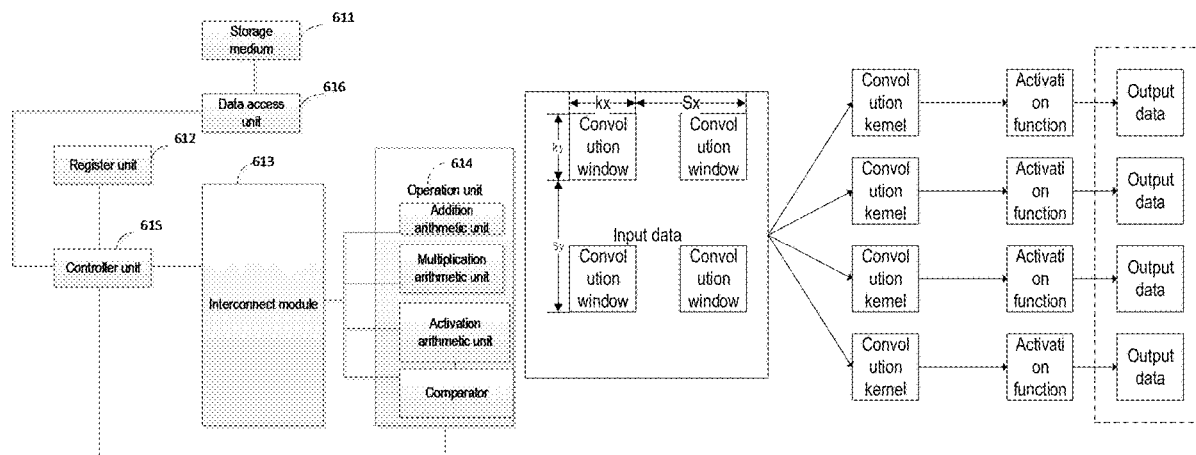 611
Storage
medium
616
Data access
unit
612
Register unit
613
615
Controller unit
Interconnect module
614
Operation unit
Addition
arithmetic unit
Multiplication
arithmetic unit
Activation
arithmetic unit
Comparator
kx
Sx
ky
Sy
Convol
ution
window
Convol
ution
window
Input data
Convol
ution
window
Convol
ution
window
Convol
ution
kernel
Activati
on
function
Output
data
Convol
ution
kernel
Activati
on
function
Output
data
Convol
ution
kernel
Activati
on
function
Output
data
Convol
ution
kernel
Activati
on
function
Output
data